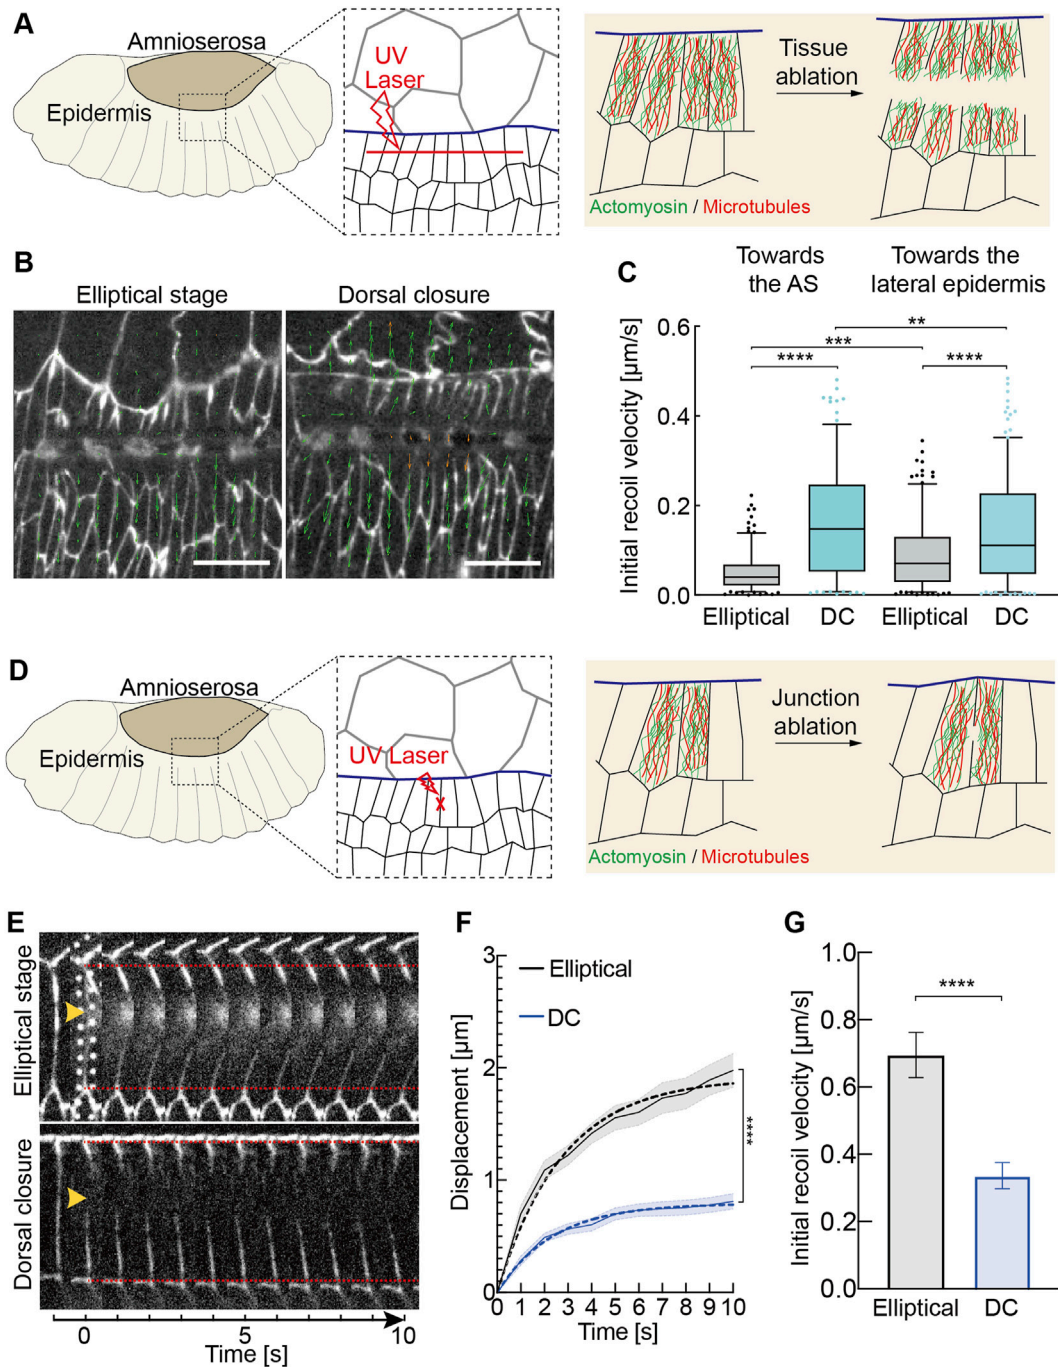 A
Amnioserosa
Epidermis
UV
Laser
Tissue
ablation
Actomyosin / Microtubules
B
Elliptical stage
Dorsal closure
C
Towards
the AS
Towards the
lateral epidermis
**
***
****
****
Initial recoil velocity [µm/s]
0.6
0.4
0.2
0.0
Elliptical
DC
Elliptical
DC
D
Amnioserosa
Epidermis
UV Laser
X
Junction
ablation
Actomyosin / Microtubules
E
Elliptical stage
Dorsal closure
0
5
10
Time [s]
F
Displacement [µm]
3
2
1
0
Elliptical
DC
****
0 1 2 3 4 5 6 7 8 9 10
Time [s]
G
Initial recoil velocity [µm/s]
1.0
0.8
0.6
0.4
0.2
0.0
****
Elliptical
DC